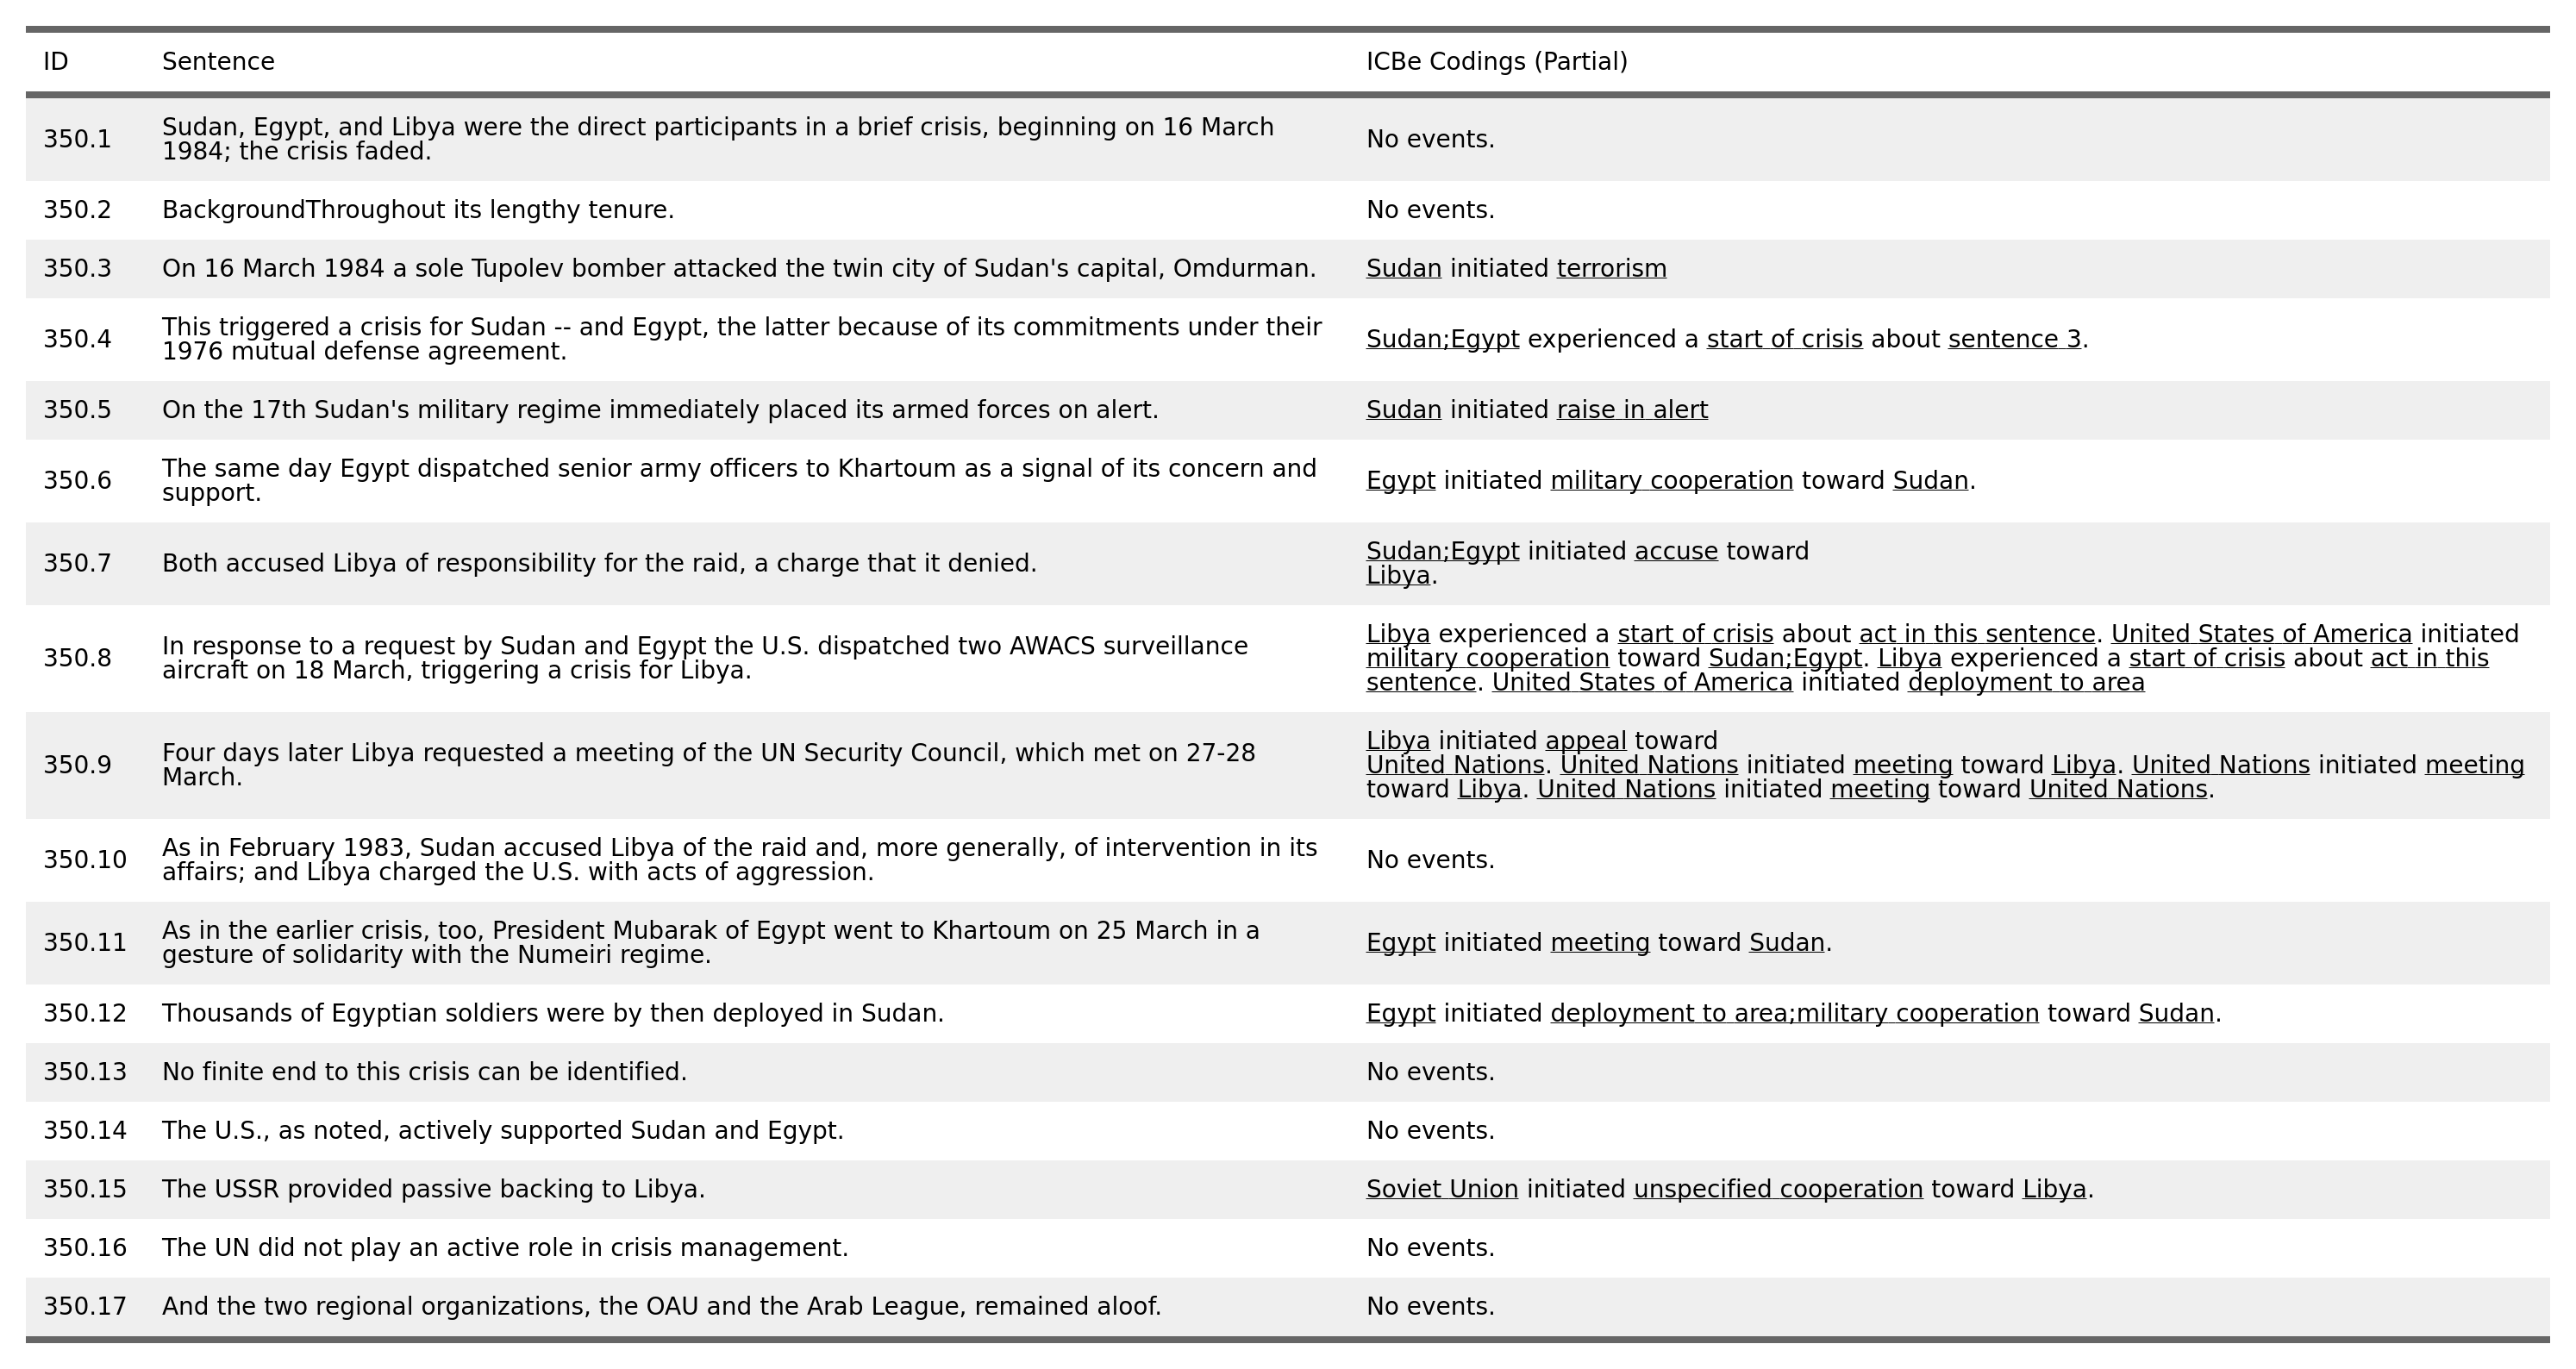 ID Sentence ICBe Codings (Partial)
350.1 Sudan, Egypt, and Libya were the direct participants in a brief crisis, beginning on 16 March
1984; the crisis faded. No events.
350.2 BackgroundThroughout its lengthy tenure. No events.
350.3 On 16 March 1984 a sole Tupolev bomber attacked the twin city of Sudan's capital, Omdurman. Sudan initiated terrorism
350.4 This triggered a crisis for Sudan -- and Egypt, the latter because of its commitments under their
1976 mutual defense agreement. Sudan;Egypt experienced a start of crisis about sentence 3.
350.5 On the 17th Sudan's military regime immediately placed its armed forces on alert. Sudan initiated raise in alert
350.6 The same day Egypt dispatched senior army officers to Khartoum as a signal of its concern and
support. Egypt initiated military cooperation toward Sudan.
350.7 Both accused Libya of responsibility for the raid, a charge that it denied. Sudan;Egypt initiated accuse toward
Libya.
350.8 In response to a request by Sudan and Egypt the U.S. dispatched two AWACS surveillance
aircraft on 18 March, triggering a crisis for Libya.
Libya experienced a start of crisis about act in this sentence. United States of America initiated
military cooperation toward Sudan;Egypt. Libya experienced a start of crisis about act in this
sentence. United States of America initiated deployment to area
350.9 Four days later Libya requested a meeting of the UN Security Council, which met on 27-28
March.
Libya initiated appeal toward
United Nations. United Nations initiated meeting toward Libya. United Nations initiated meeting
toward Libya. United Nations initiated meeting toward United Nations.
350.10 As in February 1983, Sudan accused Libya of the raid and, more generally, of intervention in its
affairs; and Libya charged the U.S. with acts of aggression. No events.
350.11 As in the earlier crisis, too, President Mubarak of Egypt went to Khartoum on 25 March in a
gesture of solidarity with the Numeiri regime. Egypt initiated meeting toward Sudan.
350.12 Thousands of Egyptian soldiers were by then deployed in Sudan. Egypt initiated deployment to area;military cooperation toward Sudan.
350.13 No finite end to this crisis can be identified. No events.
350.14 The U.S., as noted, actively supported Sudan and Egypt. No events.
350.15 The USSR provided passive backing to Libya. Soviet Union initiated unspecified cooperation toward Libya.
350.16 The UN did not play an active role in crisis management. No events.
350.17 And the two regional organizations, the OAU and the Arab League, remained aloof. No events.